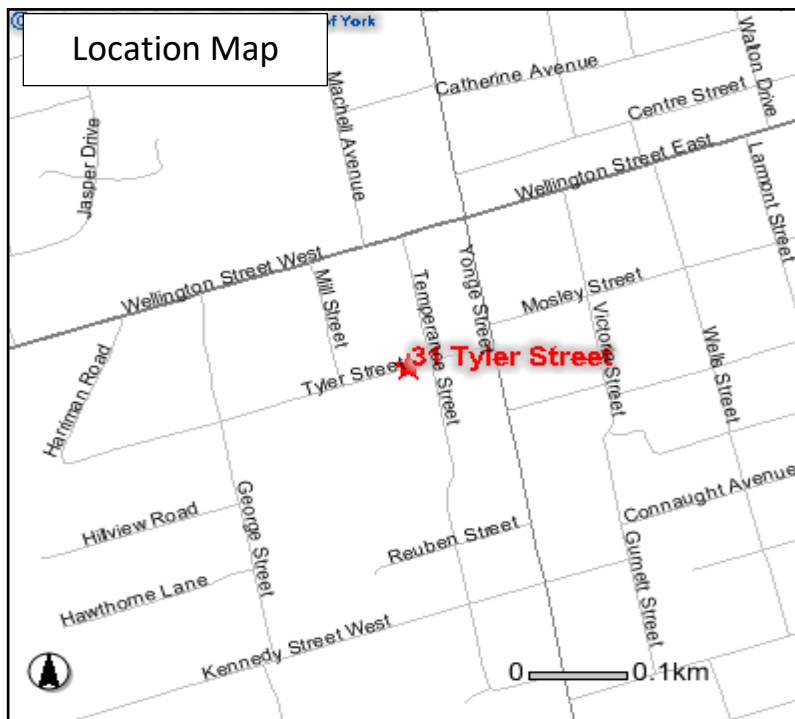 © of York
Location Map
Catherine Avenue
Walton Drive
Centre Street
Machell Avenue
Jasper Drive
Wellington Street East
Larmont Street
Wellington Street West
Yonge Street
Mill Street
Temperance Street
Mosley Street
Victoria Street
Wells Street
31 Tyler Street
Tyler Street
Harriman Road
George Street
Hillview Road
Reuben Street
Connaught Avenue
Gurnett Street
Hawthorne Lane
Kennedy Street West
0 0.1km